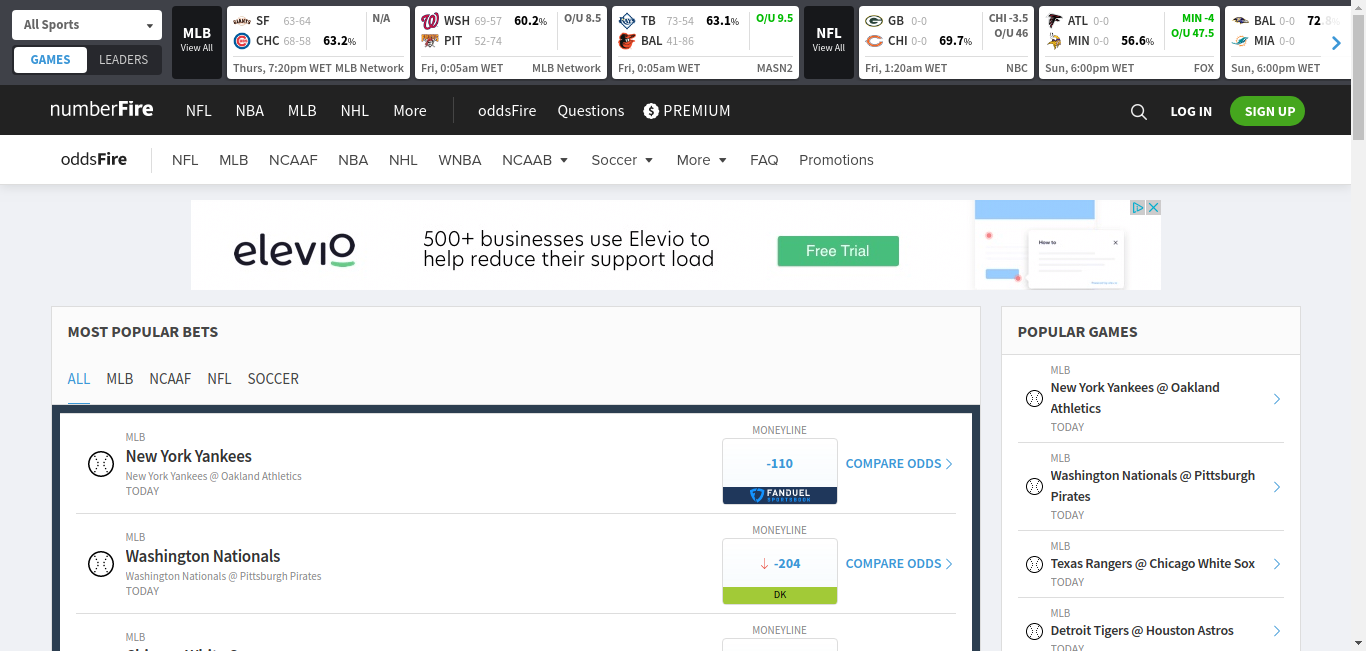 All Sports
GAMES LEADERS
MLB
View All
SF 63-64 N/A
CHC 68-58 63.2%
Thurs, 7:20pm WET MLB Network
WSH 69-57 60.2% O/U 8.5
PIT 52-74
Fri, 0:05am WET MLB Network
TB 73-54 63.1% O/U 9.5
BAL 41-86
Fri, 0:05am WET MASN2
NFL
View All
GB 0-0 CHI -3.5
CHI 0-0 69.7% O/U 46
Fri, 1:20am WET NBC
ATL 0-0 MIN -4
MIN 0-0 56.6% O/U 47.5
Sun, 6:00pm WET FOX
BAL 0-0 72.8%
MIA 0-0
Sun, 6:00pm WET
numberFire NFL NBA MLB NHL More oddsFire Questions $ PREMIUM LOG IN SIGN UP
oddsFire NFL MLB NCAAF NBA NHL WNBA NCAAB Soccer More FAQ Promotions
elevio
500+ businesses use Elevio to
help reduce their support load
Free Trial
How to
MOST POPULAR BETS
ALL MLB NCAAF NFL SOCCER
MLB
New York Yankees
New York Yankees @ Oakland Athletics
TODAY
MONEYLINE
-110
FANDUEL
SPORTSBOOK
COMPARE ODDS
MLB
Washington Nationals
Washington Nationals @ Pittsburgh Pirates
TODAY
MONEYLINE
↓ -204
DK
COMPARE ODDS
MLB
MONEYLINE
POPULAR GAMES
MLB
New York Yankees @ Oakland
Athletics
TODAY
MLB
Washington Nationals @ Pittsburgh
Pirates
TODAY
MLB
Texas Rangers @ Chicago White Sox
TODAY
MLB
Detroit Tigers @ Houston Astros
TODAY